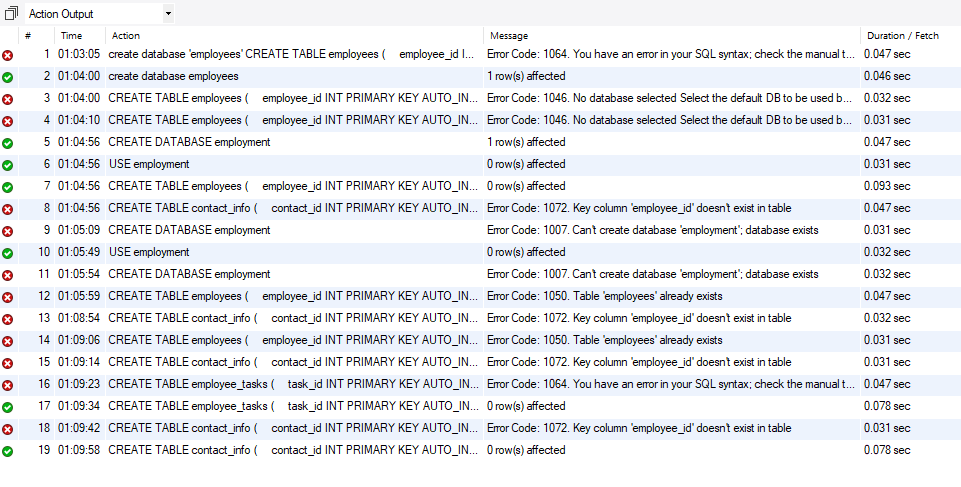 Action Output
# Time Action Message Duration / Fetch
1 01:03:05 create database 'employees' CREATE TABLE employees ( employee_id I... Error Code: 1064. You have an error in your SQL syntax; check the manual t... 0.047 sec
2 01:04:00 create database employees 1 row(s) affected 0.046 sec
3 01:04:00 CREATE TABLE employees ( employee_id INT PRIMARY KEY AUTO_IN... Error Code: 1046. No database selected Select the default DB to be used b... 0.032 sec
4 01:04:10 CREATE TABLE employees ( employee_id INT PRIMARY KEY AUTO_IN... Error Code: 1046. No database selected Select the default DB to be used b... 0.031 sec
5 01:04:56 CREATE DATABASE employment 1 row(s) affected 0.047 sec
6 01:04:56 USE employment 0 row(s) affected 0.031 sec
7 01:04:56 CREATE TABLE employees ( employee_id INT PRIMARY KEY AUTO_IN... 0 row(s) affected 0.093 sec
8 01:04:56 CREATE TABLE contact_info ( contact_id INT PRIMARY KEY AUTO_IN... Error Code: 1072. Key column 'employee_id' doesn't exist in table 0.047 sec
9 01:05:09 CREATE DATABASE employment Error Code: 1007. Can't create database 'employment'; database exists 0.031 sec
10 01:05:49 USE employment 0 row(s) affected 0.032 sec
11 01:05:54 CREATE DATABASE employment Error Code: 1007. Can't create database 'employment'; database exists 0.032 sec
12 01:05:59 CREATE TABLE employees ( employee_id INT PRIMARY KEY AUTO_IN... Error Code: 1050. Table 'employees' already exists 0.047 sec
13 01:08:54 CREATE TABLE contact_info ( contact_id INT PRIMARY KEY AUTO_IN... Error Code: 1072. Key column 'employee_id' doesn't exist in table 0.031 sec
14 01:09:06 CREATE TABLE employees ( employee_id INT PRIMARY KEY AUTO_IN... Error Code: 1050. Table 'employees' already exists 0.031 sec
15 01:09:14 CREATE TABLE contact_info ( contact_id INT PRIMARY KEY AUTO_IN... Error Code: 1072. Key column 'employee_id' doesn't exist in table 0.031 sec
16 01:09:23 CREATE TABLE employee_tasks ( task_id INT PRIMARY KEY AUTO_IN... Error Code: 1064. You have an error in your SQL syntax; check the manual t... 0.047 sec
17 01:09:34 CREATE TABLE employee_tasks ( task_id INT PRIMARY KEY AUTO_IN... 0 row(s) affected 0.078 sec
18 01:09:42 CREATE TABLE contact_info ( contact_id INT PRIMARY KEY AUTO_IN... Error Code: 1072. Key column 'employee_id' doesn't exist in table 0.031 sec
19 01:09:58 CREATE TABLE contact_info ( contact_id INT PRIMARY KEY AUTO_IN... 0 row(s) affected 0.078 sec